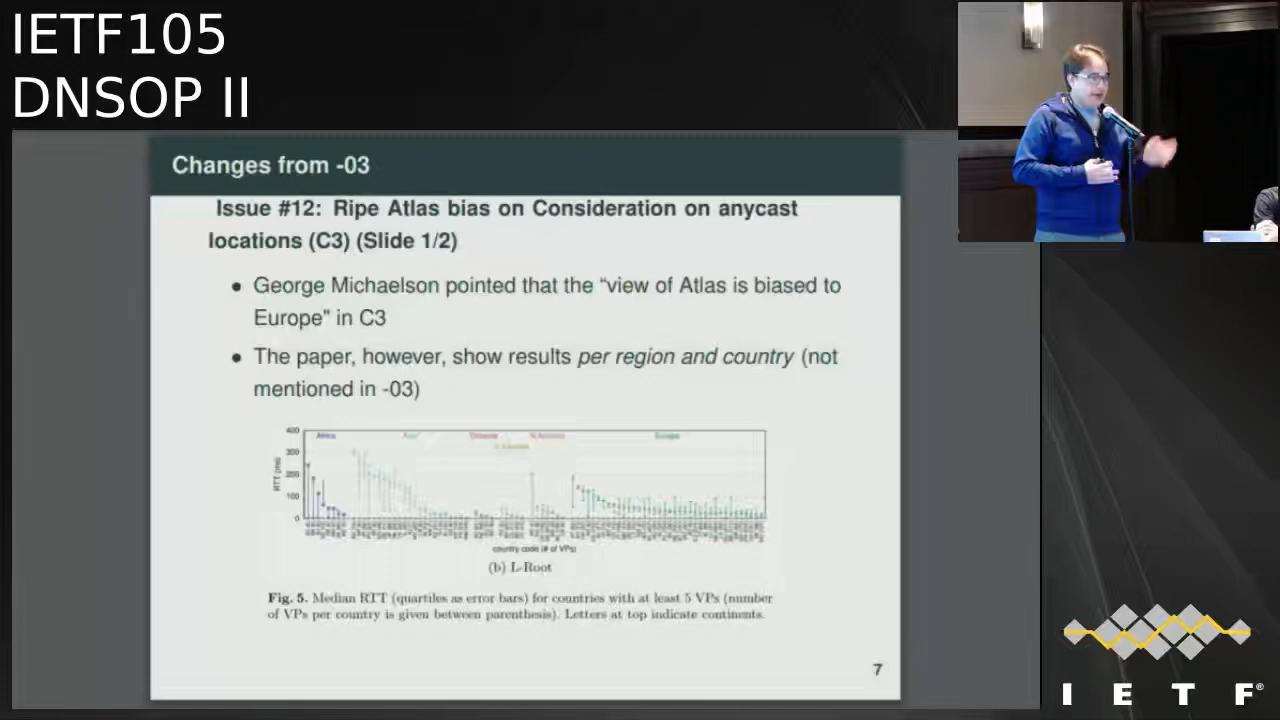 IETF105
DNSOP II
Changes from -03
Issue #12: Ripe Atlas bias on Consideration on anycast
locations (C3) (Slide 1/2)
• George Michaelson pointed that the “view of Atlas is biased to
Europe” in C3
• The paper, however, show results per region and country (not
mentioned in -03)
400
300
200
100
0
RTT (ms)
Africa
Oceania
N.America
Europe
country code (# of VPs)
(b) L-Root
Fig. 5. Median RTT (quartiles as error bars) for countries with at least 5 VPs (number
of VPs per country is given between parenthesis). Letters at top indicate continents.
7
I E T F®